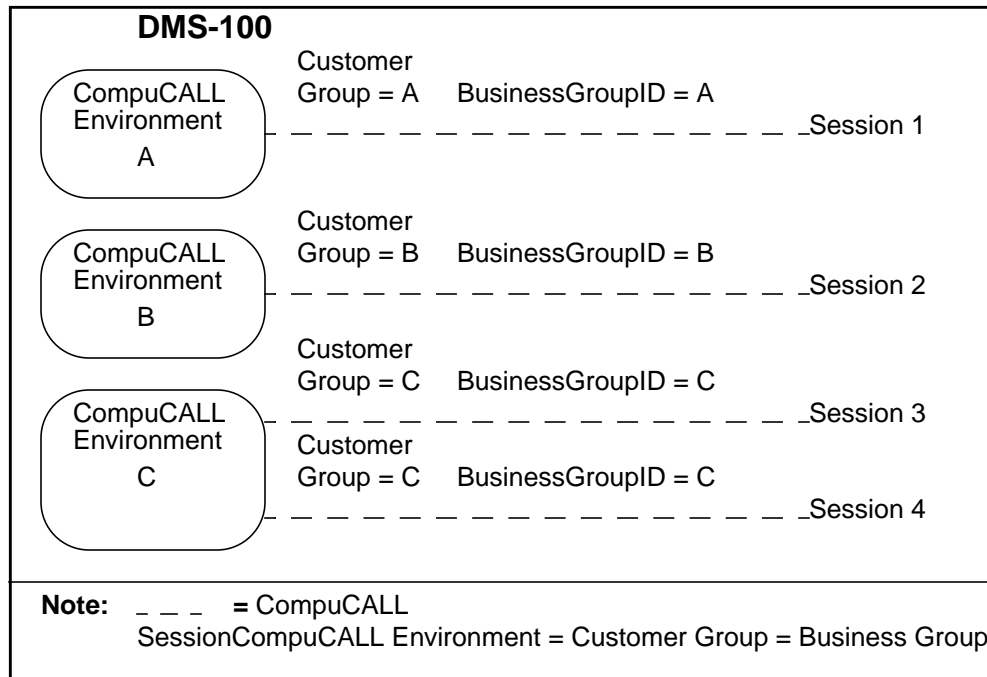 DMS-100
CompuCALL
Environment
A
Customer
Group = A BusinessGroupID = A
Session 1
CompuCALL
Environment
B
Customer
Group = B BusinessGroupID = B
Session 2
CompuCALL
Environment
C
Customer
Group = C BusinessGroupID = C
Session 3
Customer
Group = C BusinessGroupID = C
Session 4
Note: _ _ _ = CompuCALL
SessionCompuCALL Environment = Customer Group = Business Group